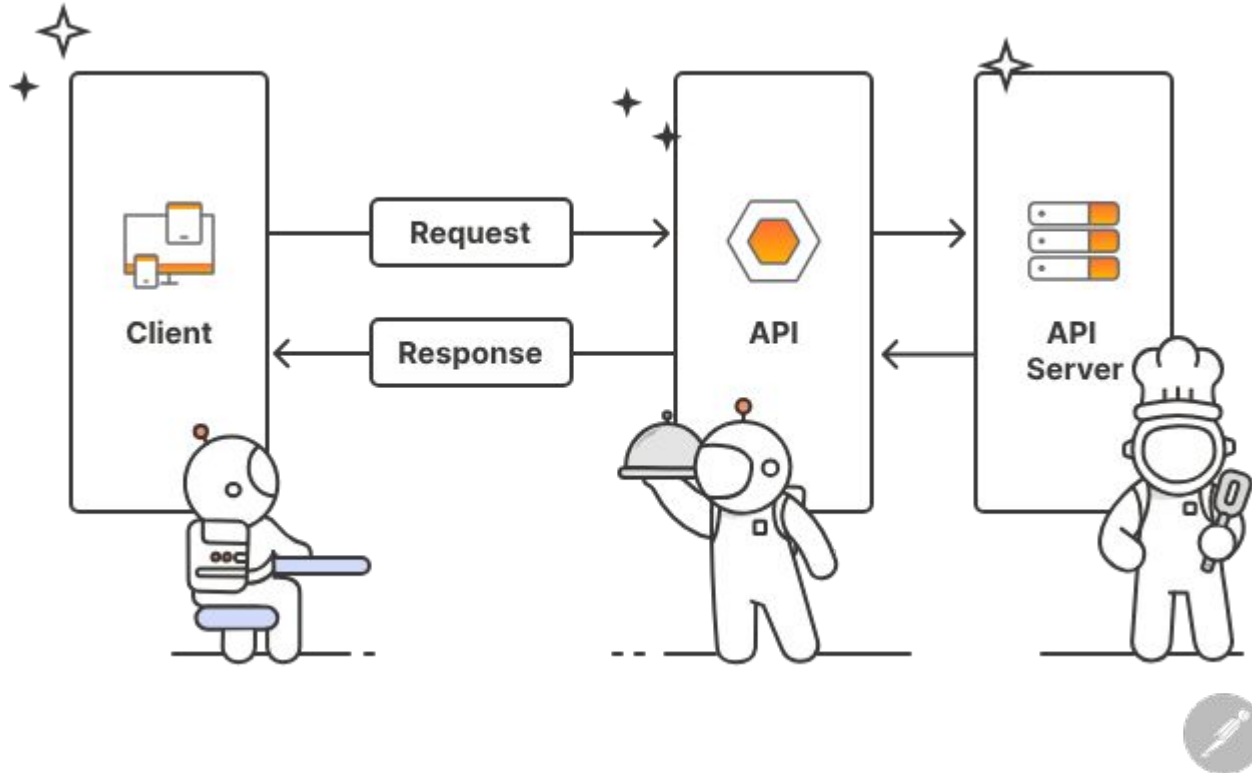 Request
Response
Client
API
API
Server